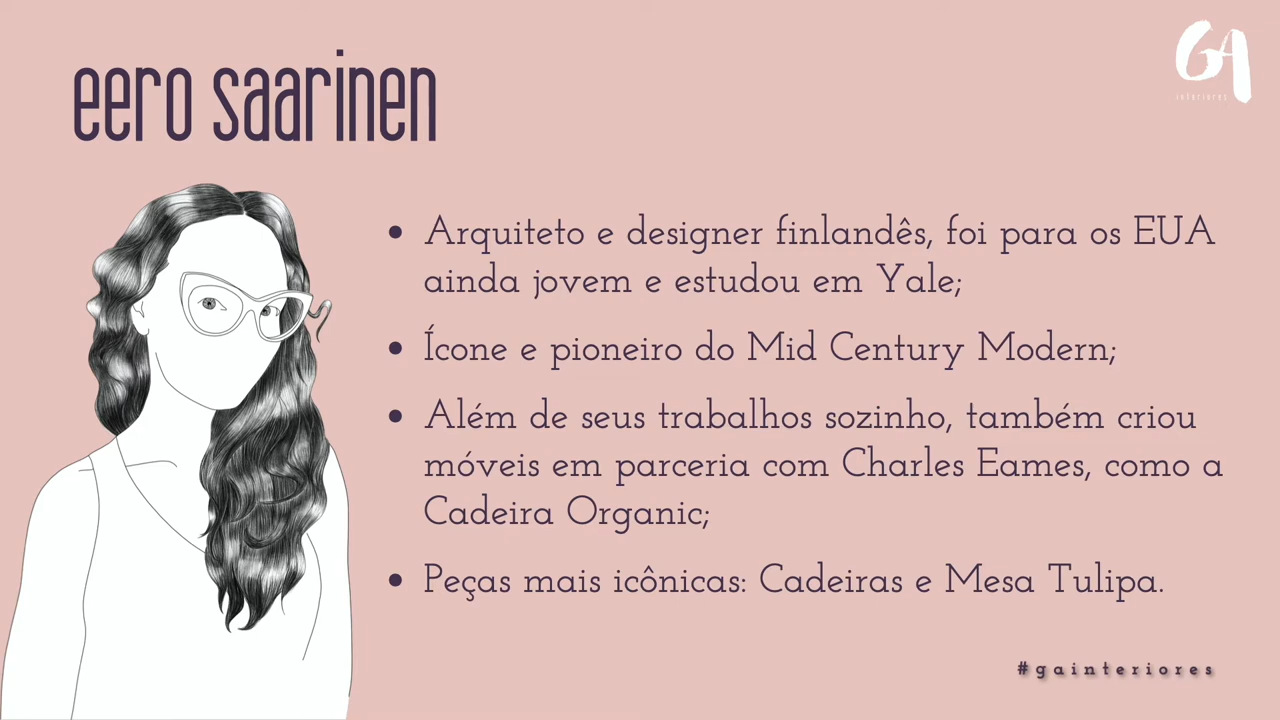 eero saarinen
GA
interiores
• Arquiteto e designer finlandês, foi para os EUA
ainda jovem e estudou em Yale;
• Ícone e pioneiro do Mid Century Modern;
• Além de seus trabalhos sozinho, também criou
móveis em parceria com Charles Eames, como a
Cadeira Organic;
• Peças mais icônicas: Cadeiras e Mesa Tulipa.
#gainteriores